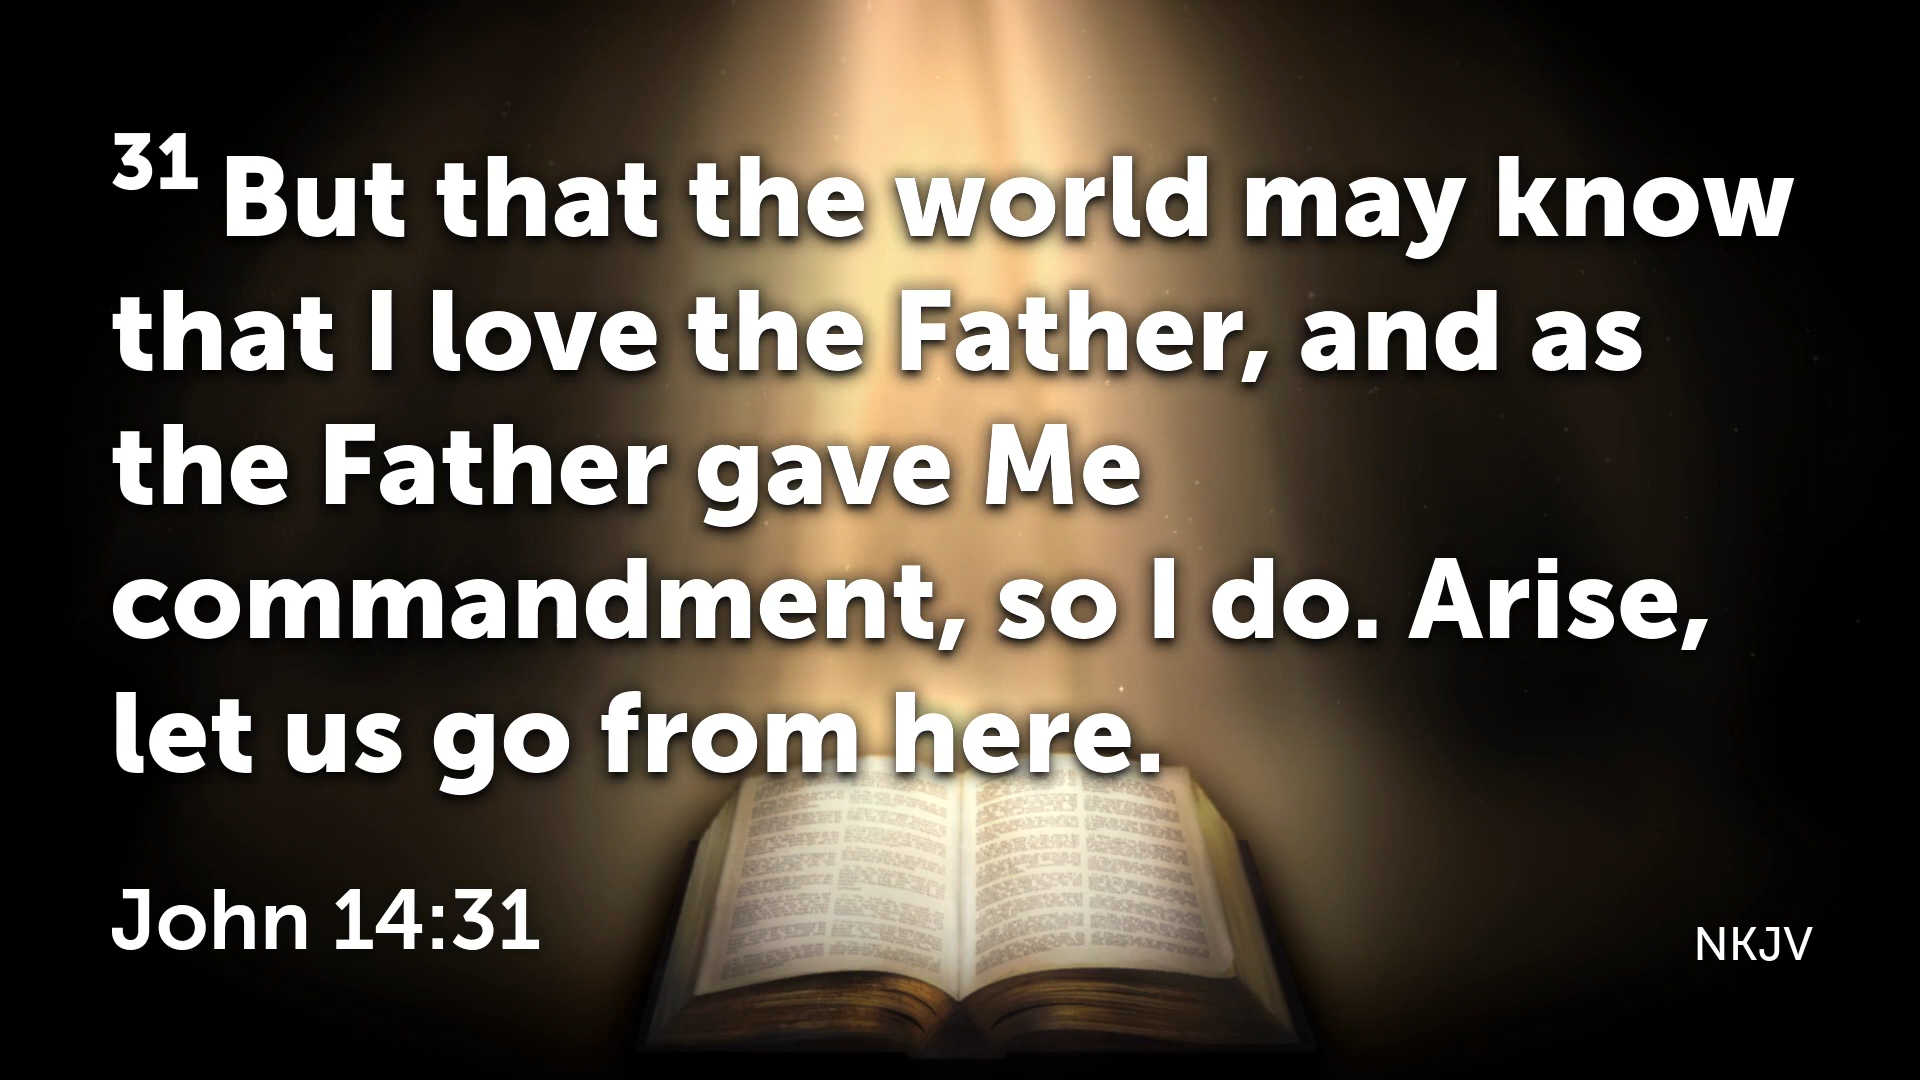 31 But that the world may know
that I love the Father, and as
the Father gave Me
commandment, so I do. Arise,
let us go from here.
John 14:31
NKJV